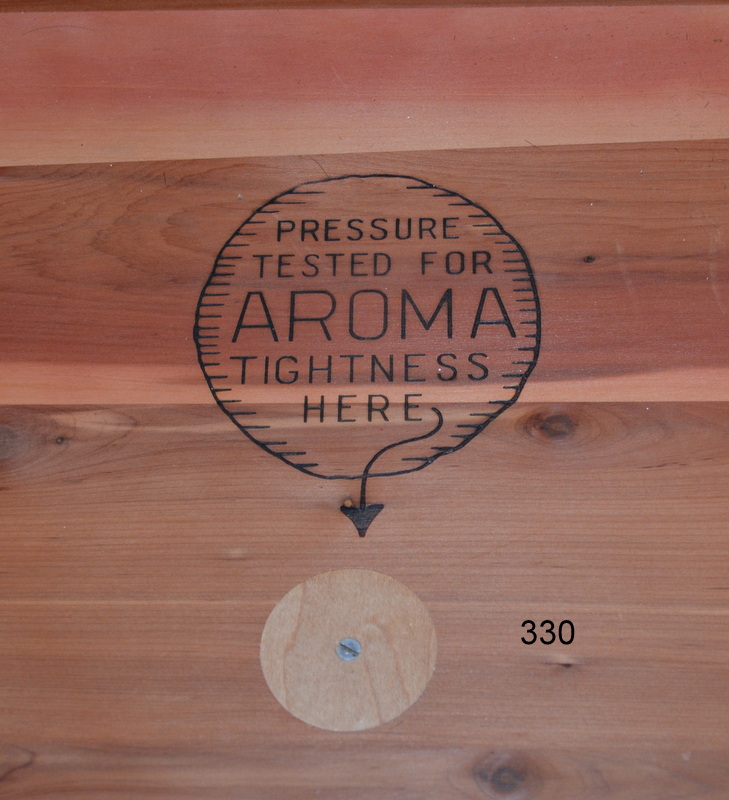 PRESSURE
TESTED FOR
AROMA
TIGHTNESS
HERE
330